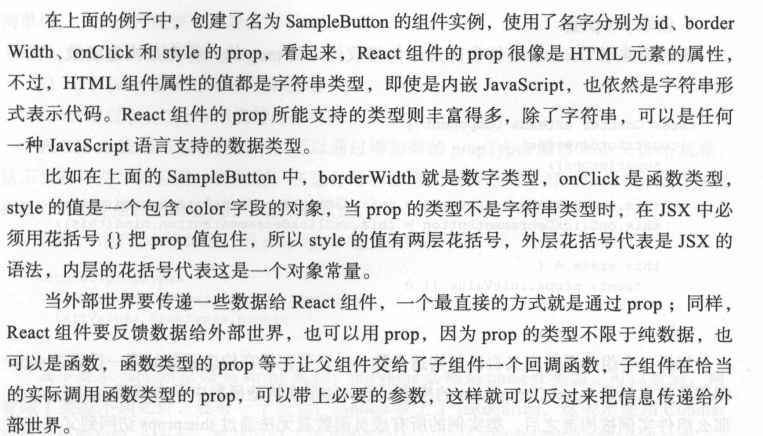 在上面的例子中，创建了名为 SampleButton 的组件实例，使用了名字分别为 id、border
Width、onClick 和 style 的 prop，看起来，React 组件的 prop 很像是 HTML 元素的属性，
不过，HTML 组件属性的值都是字符串类型，即使是内嵌 JavaScript，也依然是字符串形
式表示代码。React 组件的 prop 所能支持的类型则丰富得多，除了字符串，可以是任何
一种 JavaScript 语言支持的数据类型。
比如在上面的 SampleButton 中，borderWidth 就是数字类型，onClick 是函数类型，
style 的值是一个包含 color 字段的对象，当 prop 的类型不是字符串类型时，在 JSX 中必
须用花括号 {} 把 prop 值包住，所以 style 的值有两层花括号，外层花括号代表是 JSX 的
语法，内层的花括号代表这是一个对象常量。
当外部世界要传递一些数据给 React 组件，一个最直接的方式就是通过 prop；同样，
React 组件要反馈数据给外部世界，也可以用 prop，因为 prop 的类型不限于纯数据，也
可以是函数，函数类型的 prop 等于让父组件交给了子组件一个回调函数，子组件在恰当
的实际调用函数类型的 prop，可以带上必要的参数，这样就可以反过来把信息传递给外
部世界。